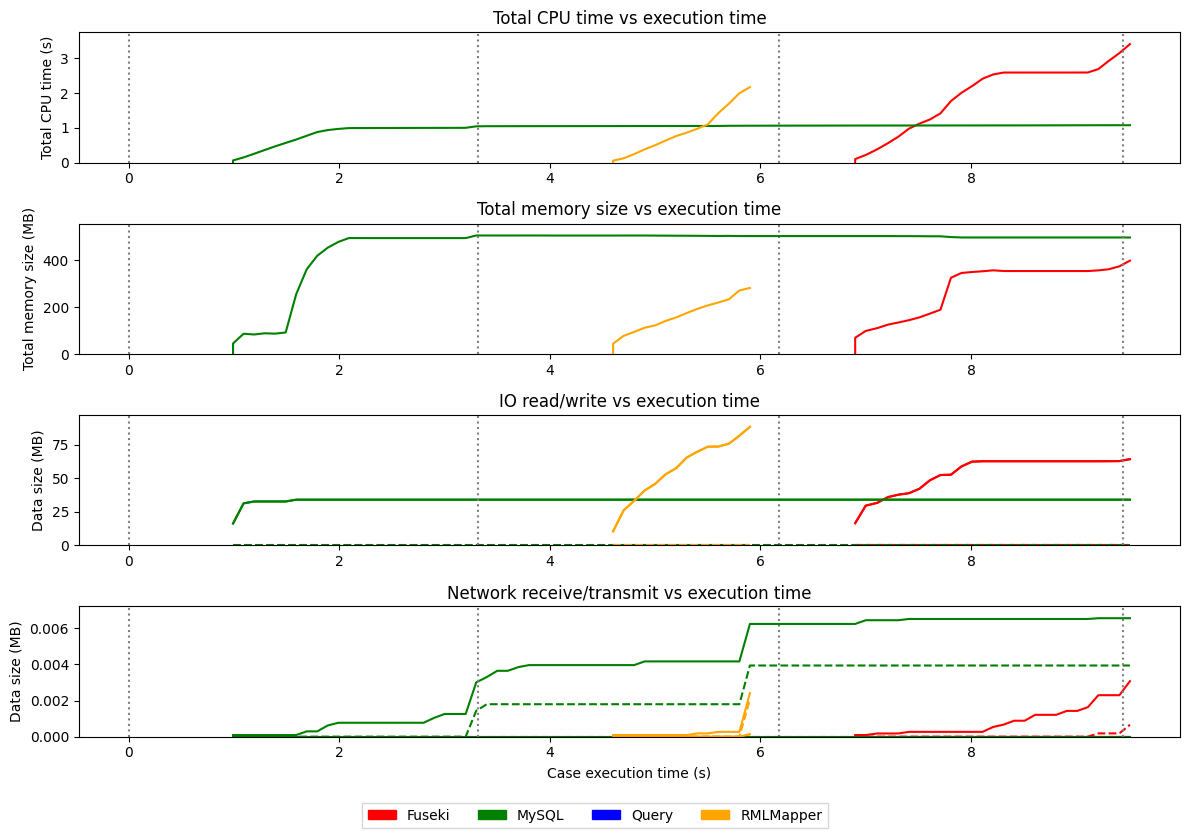 Total CPU time vs execution time
Total CPU time (s)
3
2
1
0
0 2 4 6 8
Total memory size vs execution time
Total memory size (MB)
400
200
0
0 2 4 6 8
IO read/write vs execution time
Data size (MB)
75
50
25
0
0 2 4 6 8
Network receive/transmit vs execution time
Data size (MB)
0.006
0.004
0.002
0.000
0 2 4 6 8
Case execution time (s)
Fuseki MySQL Query RMLMapper